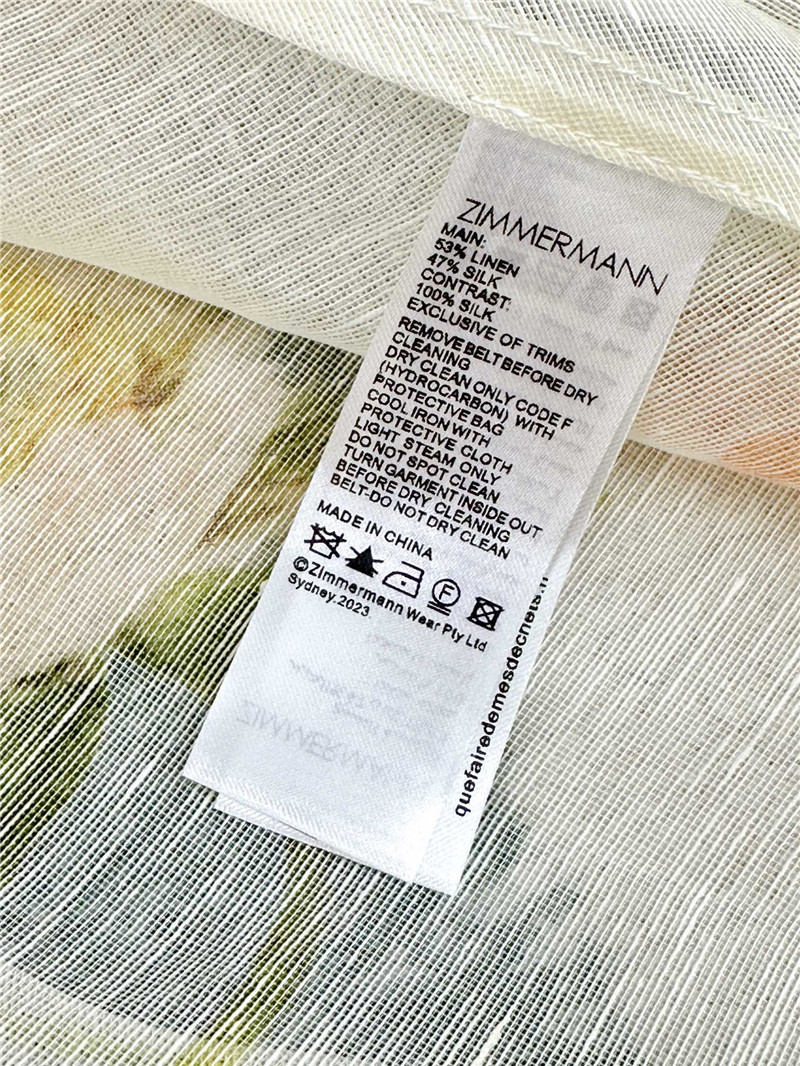 ZIMMERMANN
MAIN:
53% LINEN
47% SILK
CONTRAST:
100% SILK
EXCLUSIVE OF TRIMS
REMOVE BELT BEFORE DRY
CLEANING
DRY CLEAN ONLY CODE F
(HYDROCARBON) WITH
PROTECTIVE BAG
COOL IRON WITH
PROTECTIVE CLOTH
LIGHT STEAM ONLY
DO NOT SPOT CLEAN
TURN GARMENT INSIDE OUT
BEFORE DRY CLEANING
BELT-DO NOT DRY CLEAN
MADE IN CHINA
F
©Zimmermann Wear Pty Ltd
Sydney.2023
quefairedemesdechets.
ZIMMERMANN